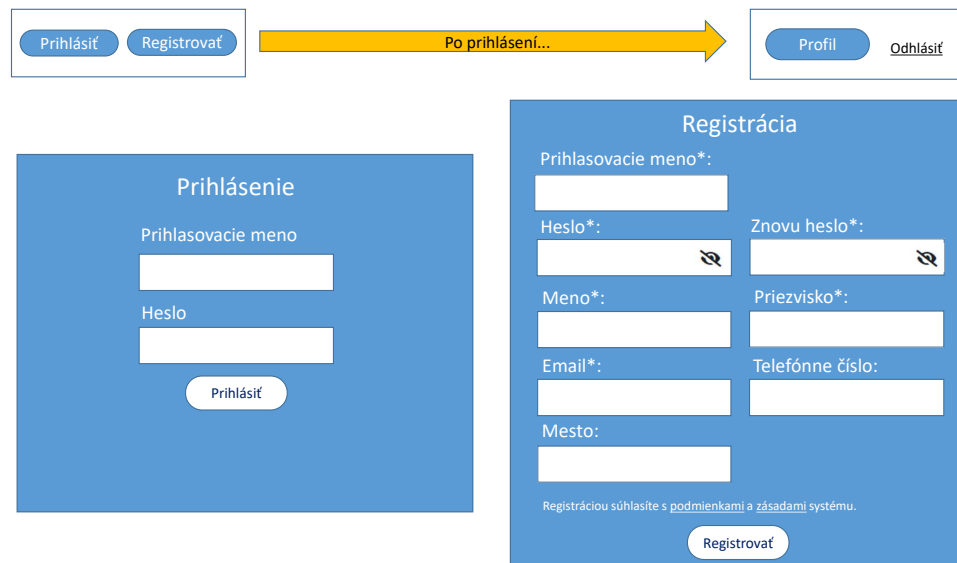 Prihlásiť
Registrovať
Po prihlásení...
Profil
Odhlásiť
Prihlásenie
Prihlasovacie meno
Heslo
Prihlásiť
Registrácia
Prihlasovacie meno*:
Heslo*:
Znovu heslo*:
Meno*:
Priezvisko*:
Email*:
Telefónne číslo:
Mesto:
Registráciou súhlasíte s podmienkami a zásadami systému.
Registrovať